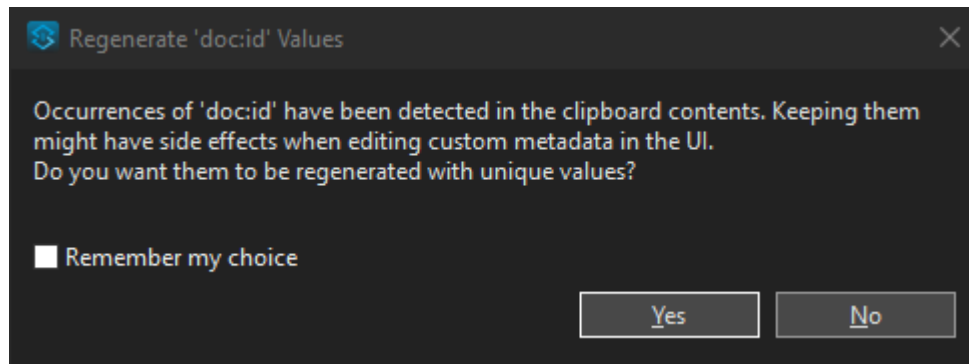 Regenerate 'doc:id' Values
Occurrences of 'doc:id' have been detected in the clipboard contents. Keeping them
might have side effects when editing custom metadata in the UI.
Do you want them to be regenerated with unique values?
Remember my choice
Yes No